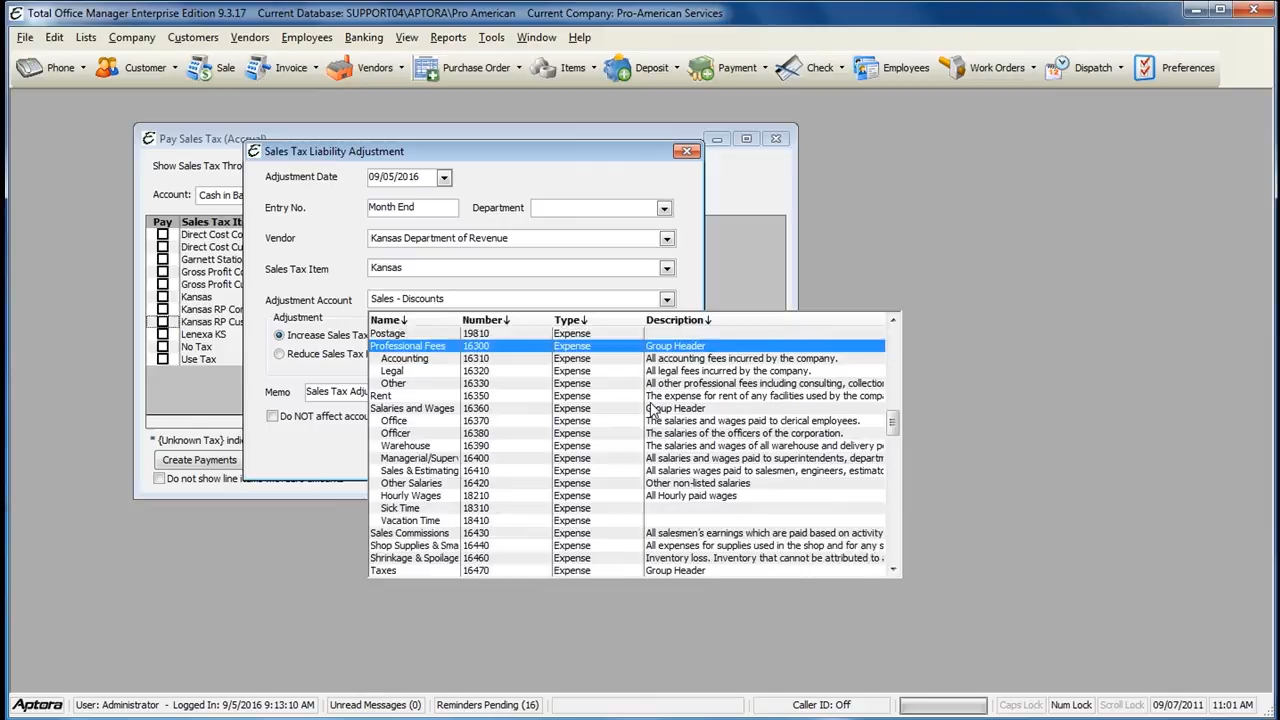 Total Office Manager Enterprise Edition 9.3.17    Current Database: SUPPORT04\APTORA\Pro American    Current Company: Pro-American Services
File Edit Lists Company Customers Vendors Employees Banking View Reports Tools Window Help
Phone Customer Sale Invoice Vendors Purchase Order Items Deposit Payment Check Employees Work Orders Dispatch Preferences
Pay Sales Tax (Accrual)
Sales Tax Liability Adjustment
Show Sales Tax Thro
Adjustment Date 09/05/2016
Account: Cash in Ba
Entry No. Month End Department
Pay Sales Tax Ite
Direct Cost Co
Direct Cost Cu
Garnett Statio
Gross Profit Co
Gross Profit Cu
Kansas
Kansas RP Con
Kansas RP Cus
Lenexa KS
No Tax
Use Tax
Vendor Kansas Department of Revenue
Sales Tax Item Kansas
Adjustment Account Sales - Discounts
Adjustment
Increase Sales Tax
Reduce Sales Tax
Memo Sales Tax Adj
Do NOT affect accou
* {Unknown Tax} indi
Create Payments
Do not show line items
Name↓ Number↓ Type↓ Description↓
Postage 19810 Expense
Professional Fees 16300 Expense Group Header
Accounting 16310 Expense All accounting fees incurred by the company.
Legal 16320 Expense All legal fees incurred by the company.
Other 16330 Expense All other professional fees including consulting, collection
Rent 16350 Expense The expense for rent of any facilities used by the compa
Salaries and Wages 16360 Expense Group Header
Office 16370 Expense The salaries and wages paid to clerical employees.
Officer 16380 Expense The salaries of the officers of the corporation.
Warehouse 16390 Expense The salaries and wages of all warehouse and delivery pe
Managerial/Superv 16400 Expense All salaries and wages paid to superintendents, departm
Sales & Estimating 16410 Expense All salaries wages paid to salesmen, engineers, estimato
Other Salaries 16420 Expense Other non-listed salaries
Hourly Wages 18210 Expense All Hourly paid wages
Sick Time 18310 Expense
Vacation Time 18410 Expense
Sales Commissions 16430 Expense All salesmen's earnings which are paid based on activity
Shop Supplies & Sma 16440 Expense All expenses for supplies used in the shop and for any s
Shrinkage & Spoilage 16460 Expense Inventory loss. Inventory that cannot be attributed to
Taxes 16470 Expense Group Header
Aptora User: Administrator - Logged In: 9/5/2016 9:13:10 AM Unread Messages (0) Reminders Pending (16) Caller ID: Off Caps Lock Num Lock Scroll Lock 09/07/2011 11:01 AM